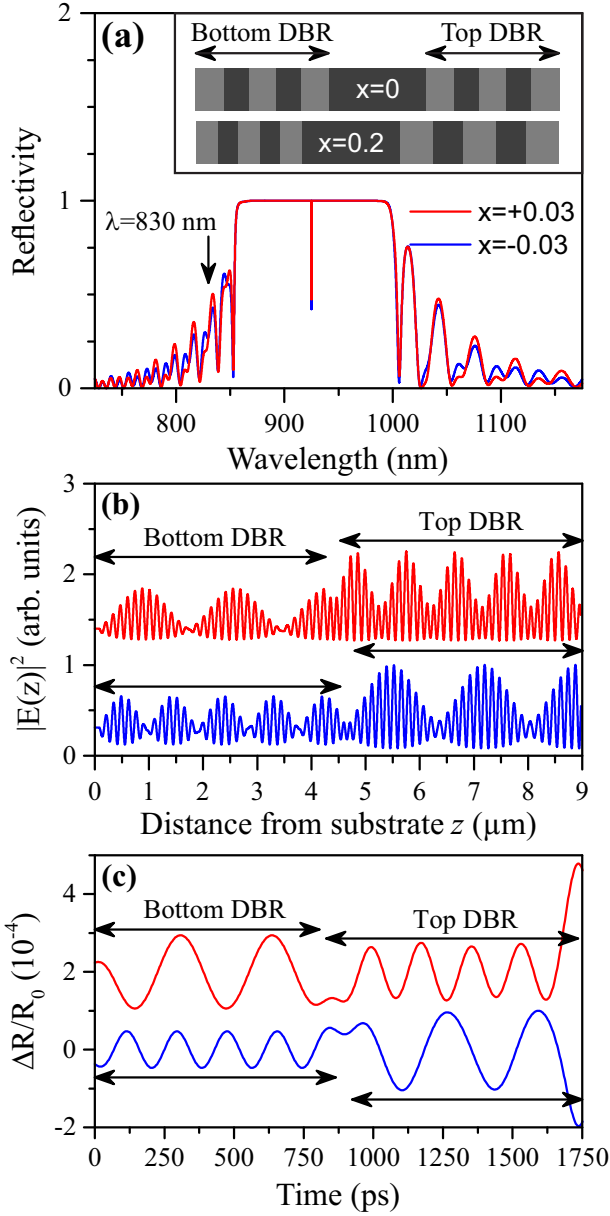 (a)
Bottom DBR
Top DBR
x=0
x=0.2
2
1
0
Reflectivity
λ=830 nm
x=+0.03
x=-0.03
800
900
1000
1100
Wavelength (nm)
(b)
3
2
1
0
|E(z)|² (arb. units)
Bottom DBR
Top DBR
0 1 2 3 4 5 6 7 8 9
Distance from substrate z (µm)
(c)
4
2
0
-2
ΔR/R₀ (10⁻⁴)
Bottom DBR
Top DBR
0 250 500 750 1000 1250 1500 1750
Time (ps)